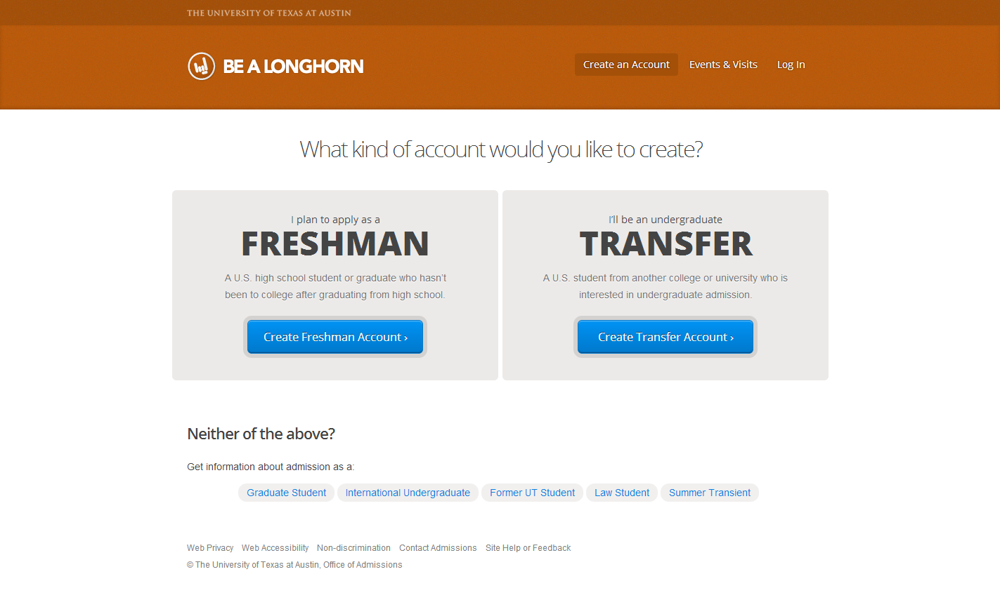 THE UNIVERSITY OF TEXAS AT AUSTIN
BE A LONGHORN
Create an Account
Events & Visits
Log In
What kind of account would you like to create?
I plan to apply as a
FRESHMAN
A U.S. high school student or graduate who hasn't
been to college after graduating from high school.
Create Freshman Account ›
I'll be an undergraduate
TRANSFER
A U.S. student from another college or university who is
interested in undergraduate admission.
Create Transfer Account ›
Neither of the above?
Get information about admission as a:
Graduate Student International Undergraduate Former UT Student Law Student Summer Transient
Web Privacy Web Accessibility Non-discrimination Contact Admissions Site Help or Feedback
© The University of Texas at Austin, Office of Admissions